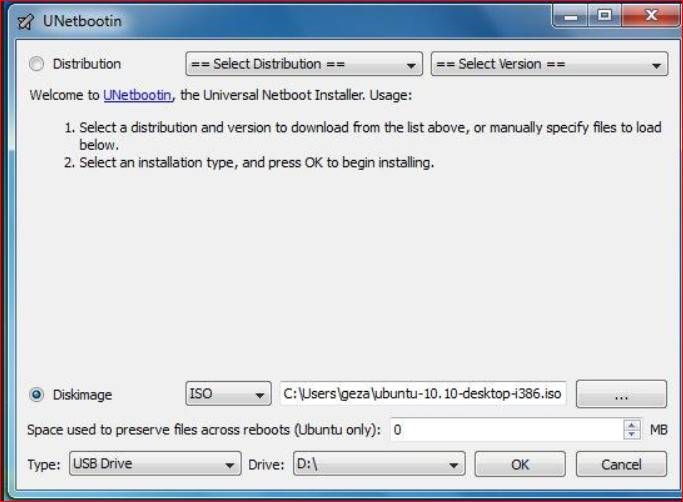 UNetbootin
Distribution == Select Distribution == == Select Version ==
Welcome to UNetbootin, the Universal Netboot Installer. Usage:
1. Select a distribution and version to download from the list above, or manually specify files to load
below.
2. Select an installation type, and press OK to begin installing.
Diskimage ISO C:\Users\geza\ubuntu-10.10-desktop-i386.iso ...
Space used to preserve files across reboots (Ubuntu only): 0 MB
Type: USB Drive Drive: D:\ OK Cancel